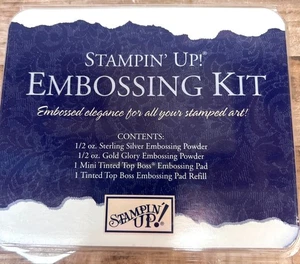 STAMPIN' UP!®
EMBOSSING KIT
Embossed elegance for all your stamped art!
CONTENTS:
1/2 oz. Sterling Silver Embossing Powder
1/2 oz. Gold Glory Embossing Powder
1 Mini Tinted Top Boss® Embossing Pad
1 Tinted Top Boss Embossing Pad Refill
STAMPIN'
UP!